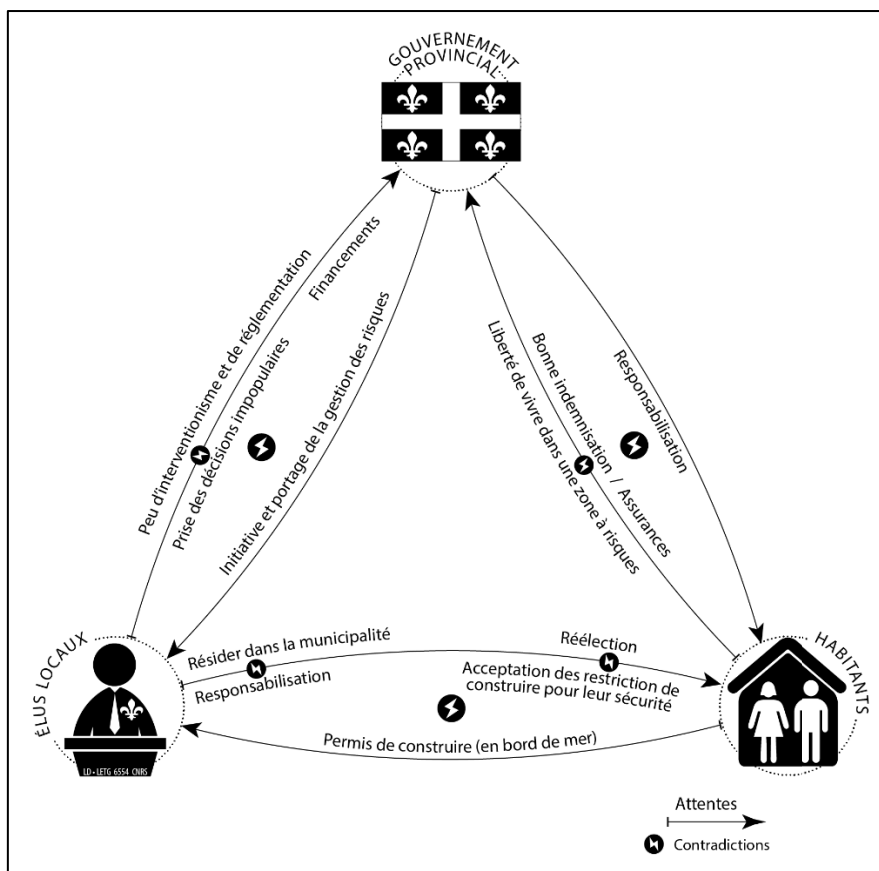 GOUVERNEMENT
PROVINCIAL
Peu d'interventionisme et de réglementation
Prise des décisions impopulaires
Financements
Initiative et portage de la gestion des risques
Liberté de vivre dans une zone à risques
Bonne indemnisation / Assurances
Responsabilisation
ÉLUS LOCAUX
LD - LETG 6554 CNRS
Résider dans la municipalité
Responsabilisation
Réélection
Acceptation des restriction de
construire pour leur sécurité
Permis de construire (en bord de mer)
HABITANTS
Attentes
Contradictions